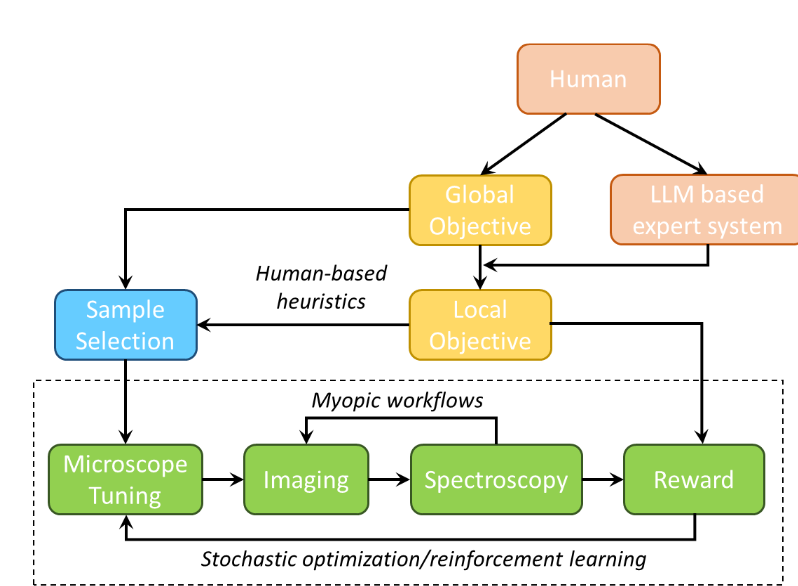 Human
Global
Objective
LLM based
expert system
Human-based
heuristics
Sample
Selection
Local
Objective
Myopic workflows
Microscope
Tuning
Imaging
Spectroscopy
Reward
Stochastic optimization/reinforcement learning